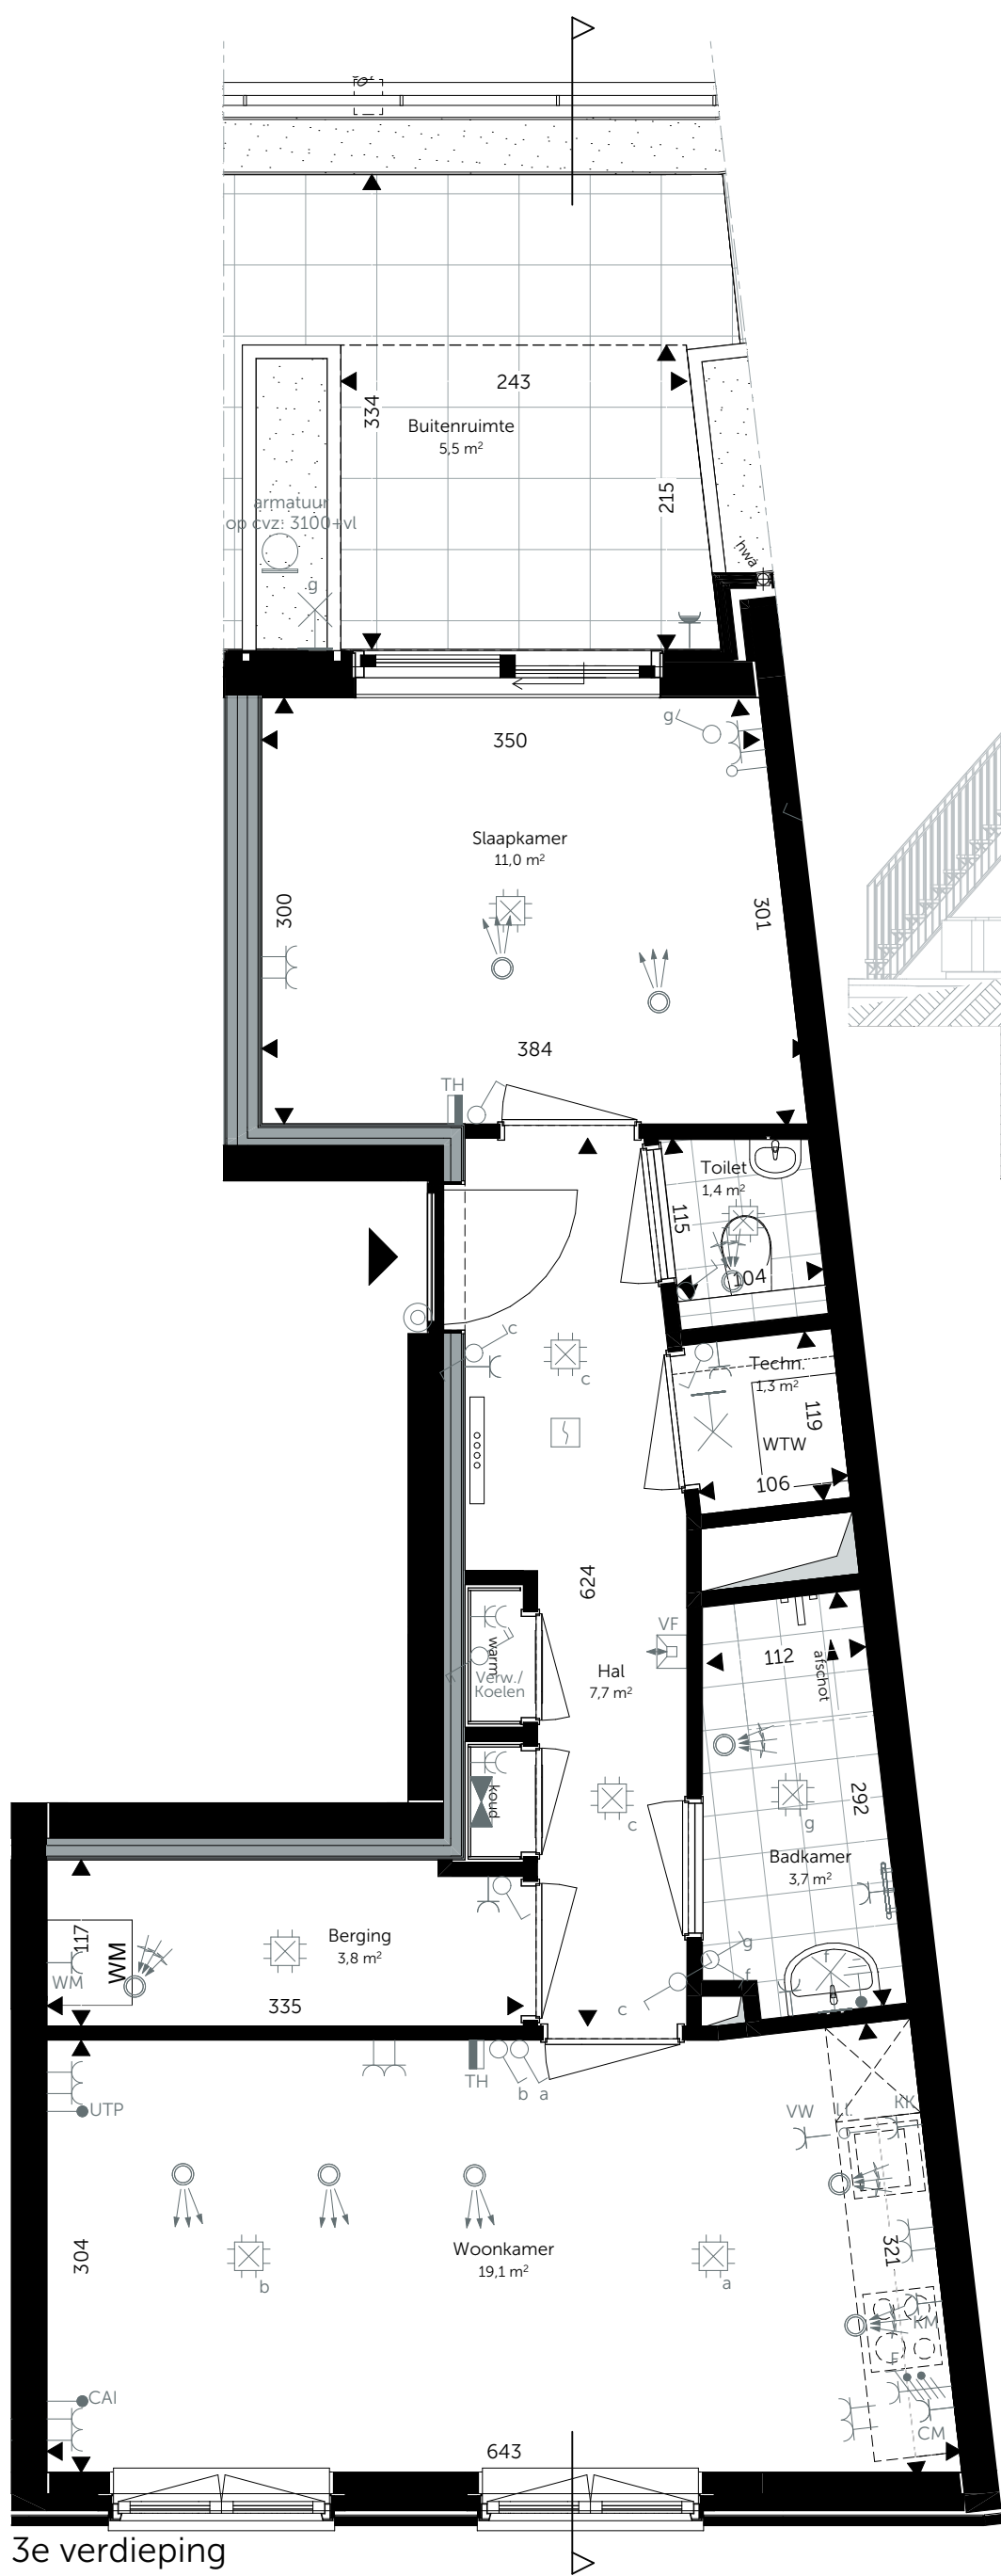 243
334
Buitenruimte
5,5 m²
215
armatuur
op cvz: 3100+vl
hwa
g
g
350
Slaapkamer
11,0 m²
300
301
384
TH
Toilet
1,4 m²
115
104
c
c
Techn.
1,3 m²
119
WTW
106
624
VF
warm
Verw./
Koelen
Hal
7,7 m²
112
afschot
koud
c
292
g
Badkamer
3,7 m²
Berging
3,8 m²
117
WM
WM
335
g
f
f
c
TH
b a
UTP
VW
KK
304
Woonkamer
19,1 m²
b
a
321
KM
F
CAI
CM
643
3e verdieping